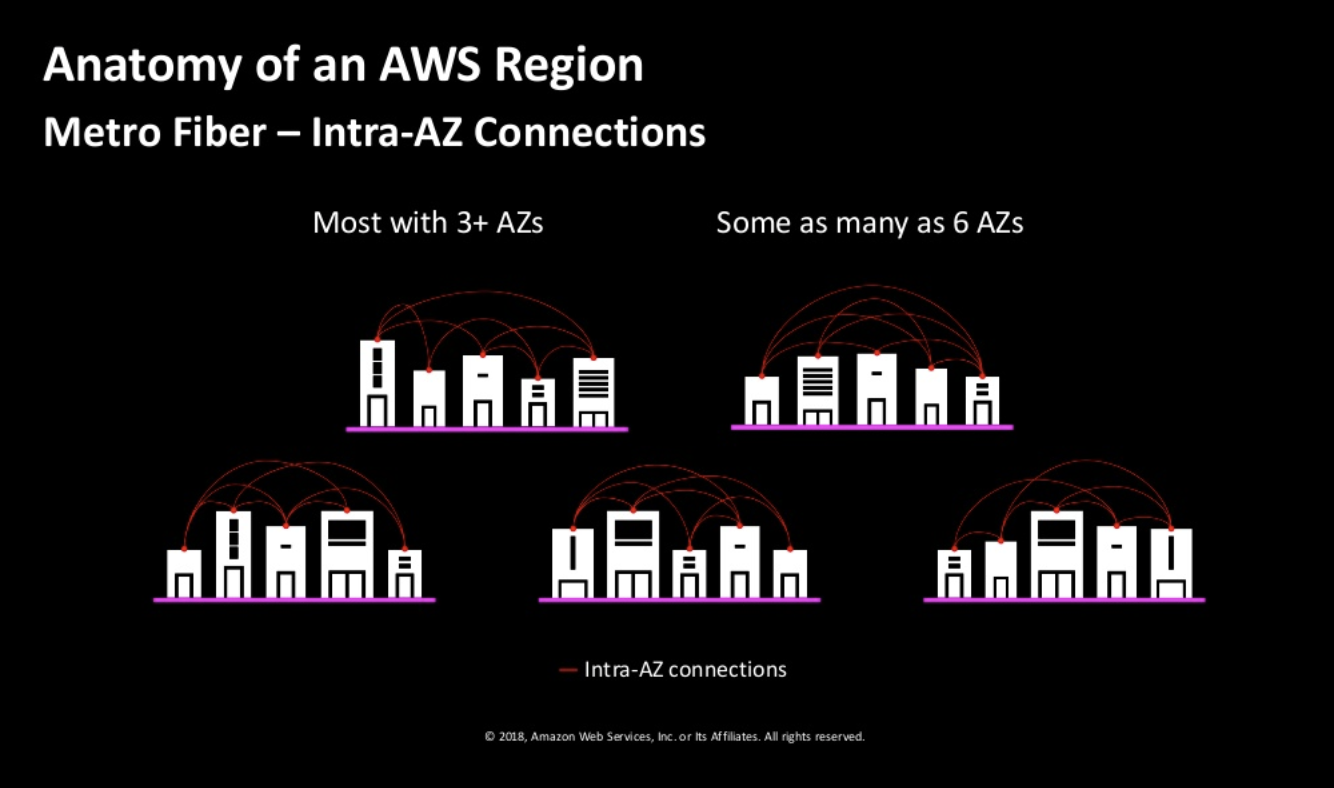 Anatomy of an AWS Region
Metro Fiber – Intra-AZ Connections
Most with 3+ AZs
Some as many as 6 AZs
Intra-AZ connections
© 2018, Amazon Web Services, Inc. or Its Affiliates. All rights reserved.